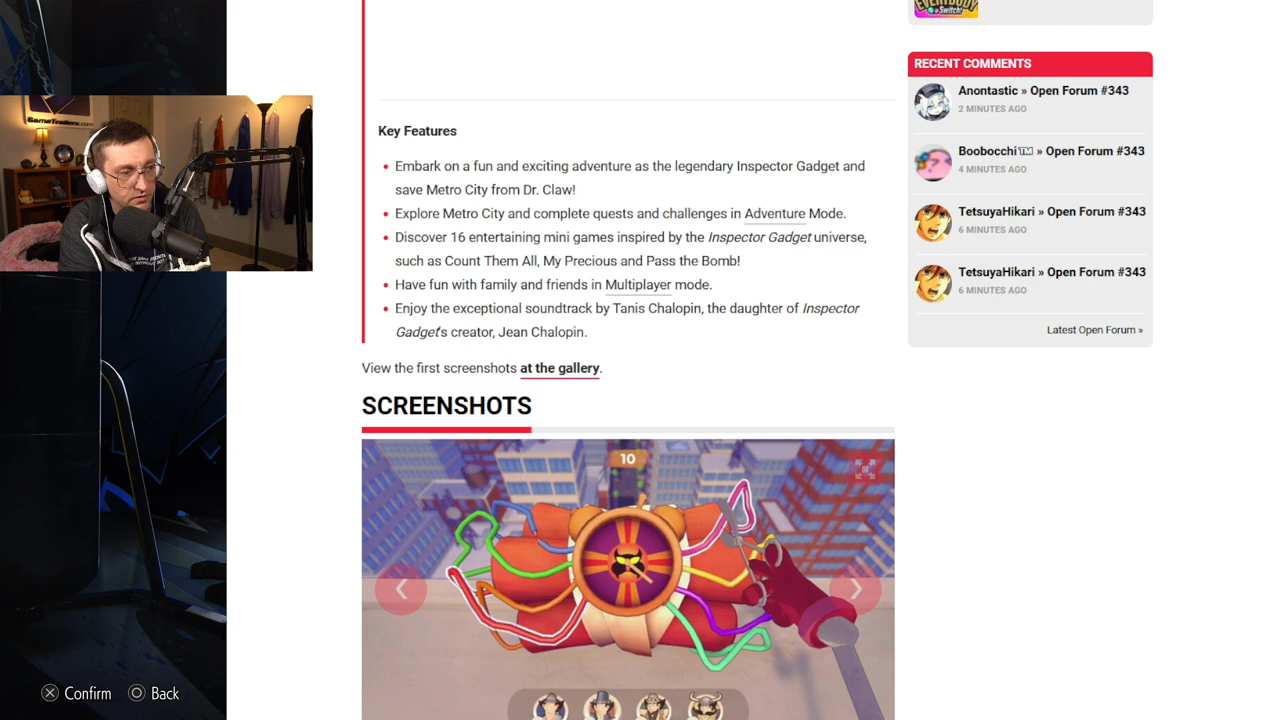 EVERYBODY
Switch!
RECENT COMMENTS
Anontastic » Open Forum #343
2 MINUTES AGO
Boobocchi™ » Open Forum #343
4 MINUTES AGO
TetsuyaHikari » Open Forum #343
6 MINUTES AGO
TetsuyaHikari » Open Forum #343
6 MINUTES AGO
Latest Open Forum »
GameTrailers.com
Key Features
Embark on a fun and exciting adventure as the legendary Inspector Gadget and
save Metro City from Dr. Claw!
Explore Metro City and complete quests and challenges in Adventure Mode.
Discover 16 entertaining mini games inspired by the Inspector Gadget universe,
such as Count Them All, My Precious and Pass the Bomb!
Have fun with family and friends in Multiplayer mode.
Enjoy the exceptional soundtrack by Tanis Chalopin, the daughter of Inspector
Gadget's creator, Jean Chalopin.
View the first screenshots at the gallery.
SCREENSHOTS
10
Confirm
Back